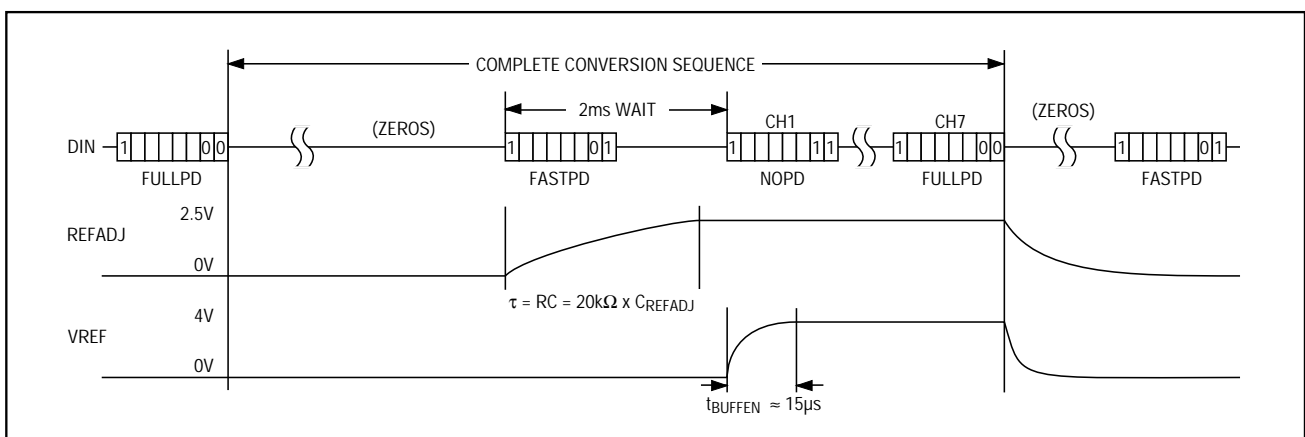 COMPLETE CONVERSION SEQUENCE
2ms WAIT
(ZEROS) CH1 CH7 (ZEROS)
DIN 1 0 0 1 0 1 1 1 1 1 0 0 1 0 1
FULLPD FASTPD NOPD FULLPD FASTPD
2.5V
REFADJ
0V
τ = RC = 20kΩ x CREFADJ
4V
VREF
0V
tBUFFEN ≈ 15μs